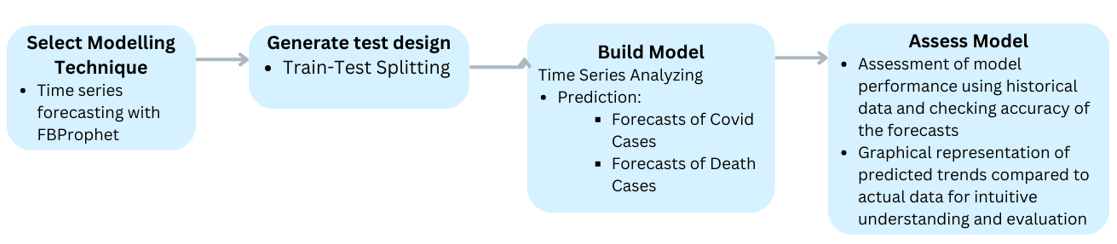 Select Modelling
Technique
• Time series
forecasting with
FBProphet
Generate test design
• Train-Test Splitting
Build Model
Time Series Analyzing
• Prediction:
▪ Forecasts of Covid
Cases
▪ Forecasts of Death
Cases
Assess Model
• Assessment of model
performance using historical
data and checking accuracy of
the forecasts
• Graphical representation of
predicted trends compared to
actual data for intuitive
understanding and evaluation